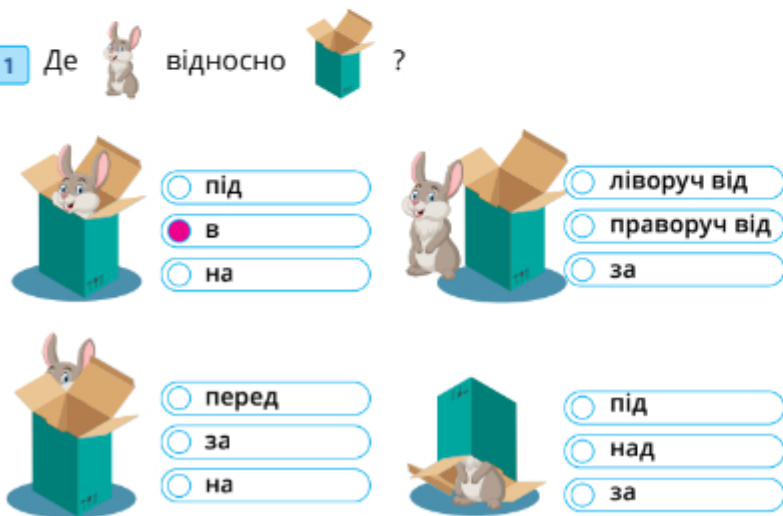 1 Де відносно ?
під
в
на
ліворуч від
праворуч від
за
перед
за
на
під
над
за